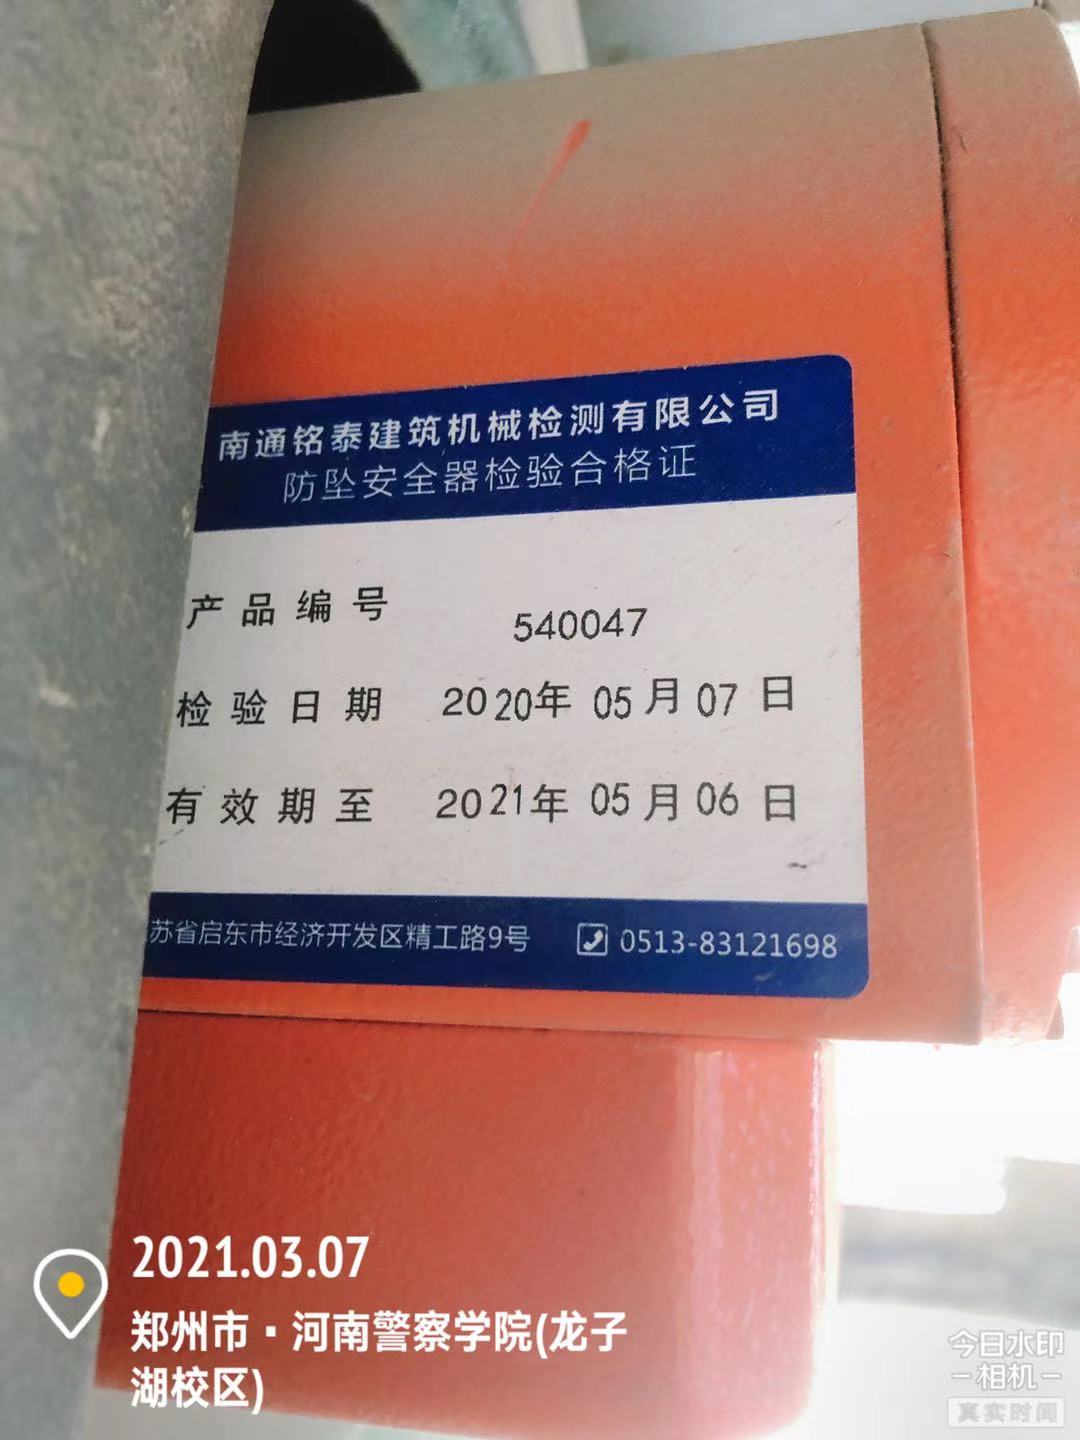 南通铭泰建筑机械检测有限公司
防坠安全器检验合格证
产品编号 540047
检验日期 2020年05月07日
有效期至 2021年05月06日
苏省启东市经济开发区精工路9号 0513-83121698
2021.03.07
郑州市·河南警察学院(龙子
湖校区)
今日水印
相机
真实时间